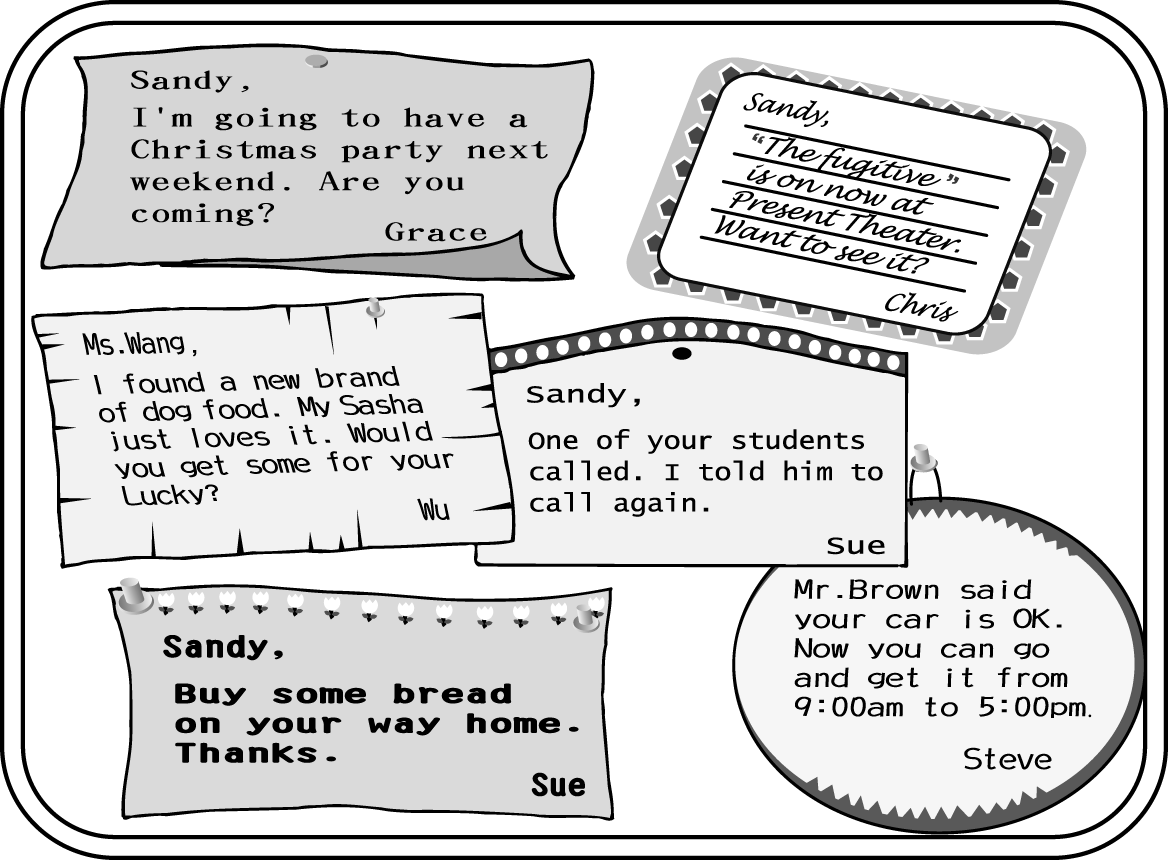 Sandy,
I'm going to have a
Christmas party next
weekend. Are you
coming?
Grace
Sandy,
“The fugitive”
is on now at
Present Theater.
Want to see it?
Chris
Ms.Wang,
I found a new brand
of dog food. My Sasha
just loves it. Would
you get some for your
Lucky?
Wu
Sandy,
One of your students
called. I told him to
call again.
Sue
Sandy,
Buy some bread
on your way home.
Thanks.
Sue
Mr.Brown said
your car is OK.
Now you can go
and get it from
9:00am to 5:00pm.
Steve